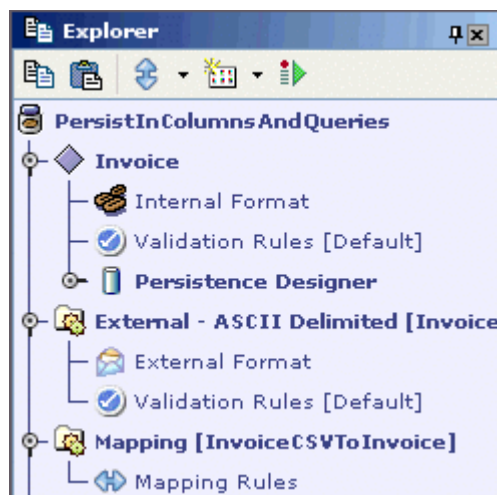 Explorer
PersistInColumnsAndQueries
Invoice
Internal Format
Validation Rules [Default]
Persistence Designer
External - ASCII Delimited [Invoice
External Format
Validation Rules [Default]
Mapping [InvoiceCSVToInvoice]
Mapping Rules